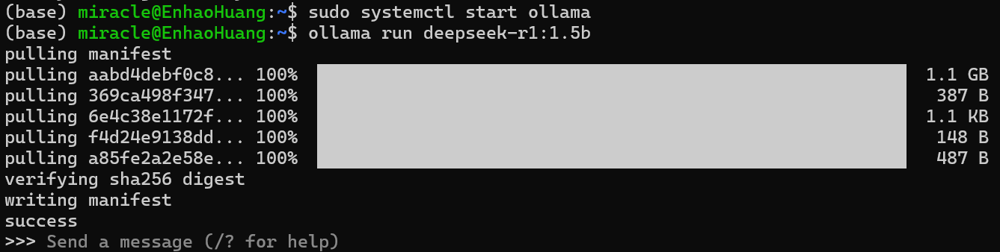 (base) miracle@EnhaoHuang:~$ sudo systemctl start ollama
(base) miracle@EnhaoHuang:~$ ollama run deepseek-r1:1.5b
pulling manifest
pulling aabd4debf0c8... 100% 1.1 GB
pulling 369ca498f347... 100% 387 B
pulling 6e4c38e1172f... 100% 1.1 KB
pulling f4d24e9138dd... 100% 148 B
pulling a85fe2a2e58e... 100% 487 B
verifying sha256 digest
writing manifest
success
>>> Send a message (/? for help)